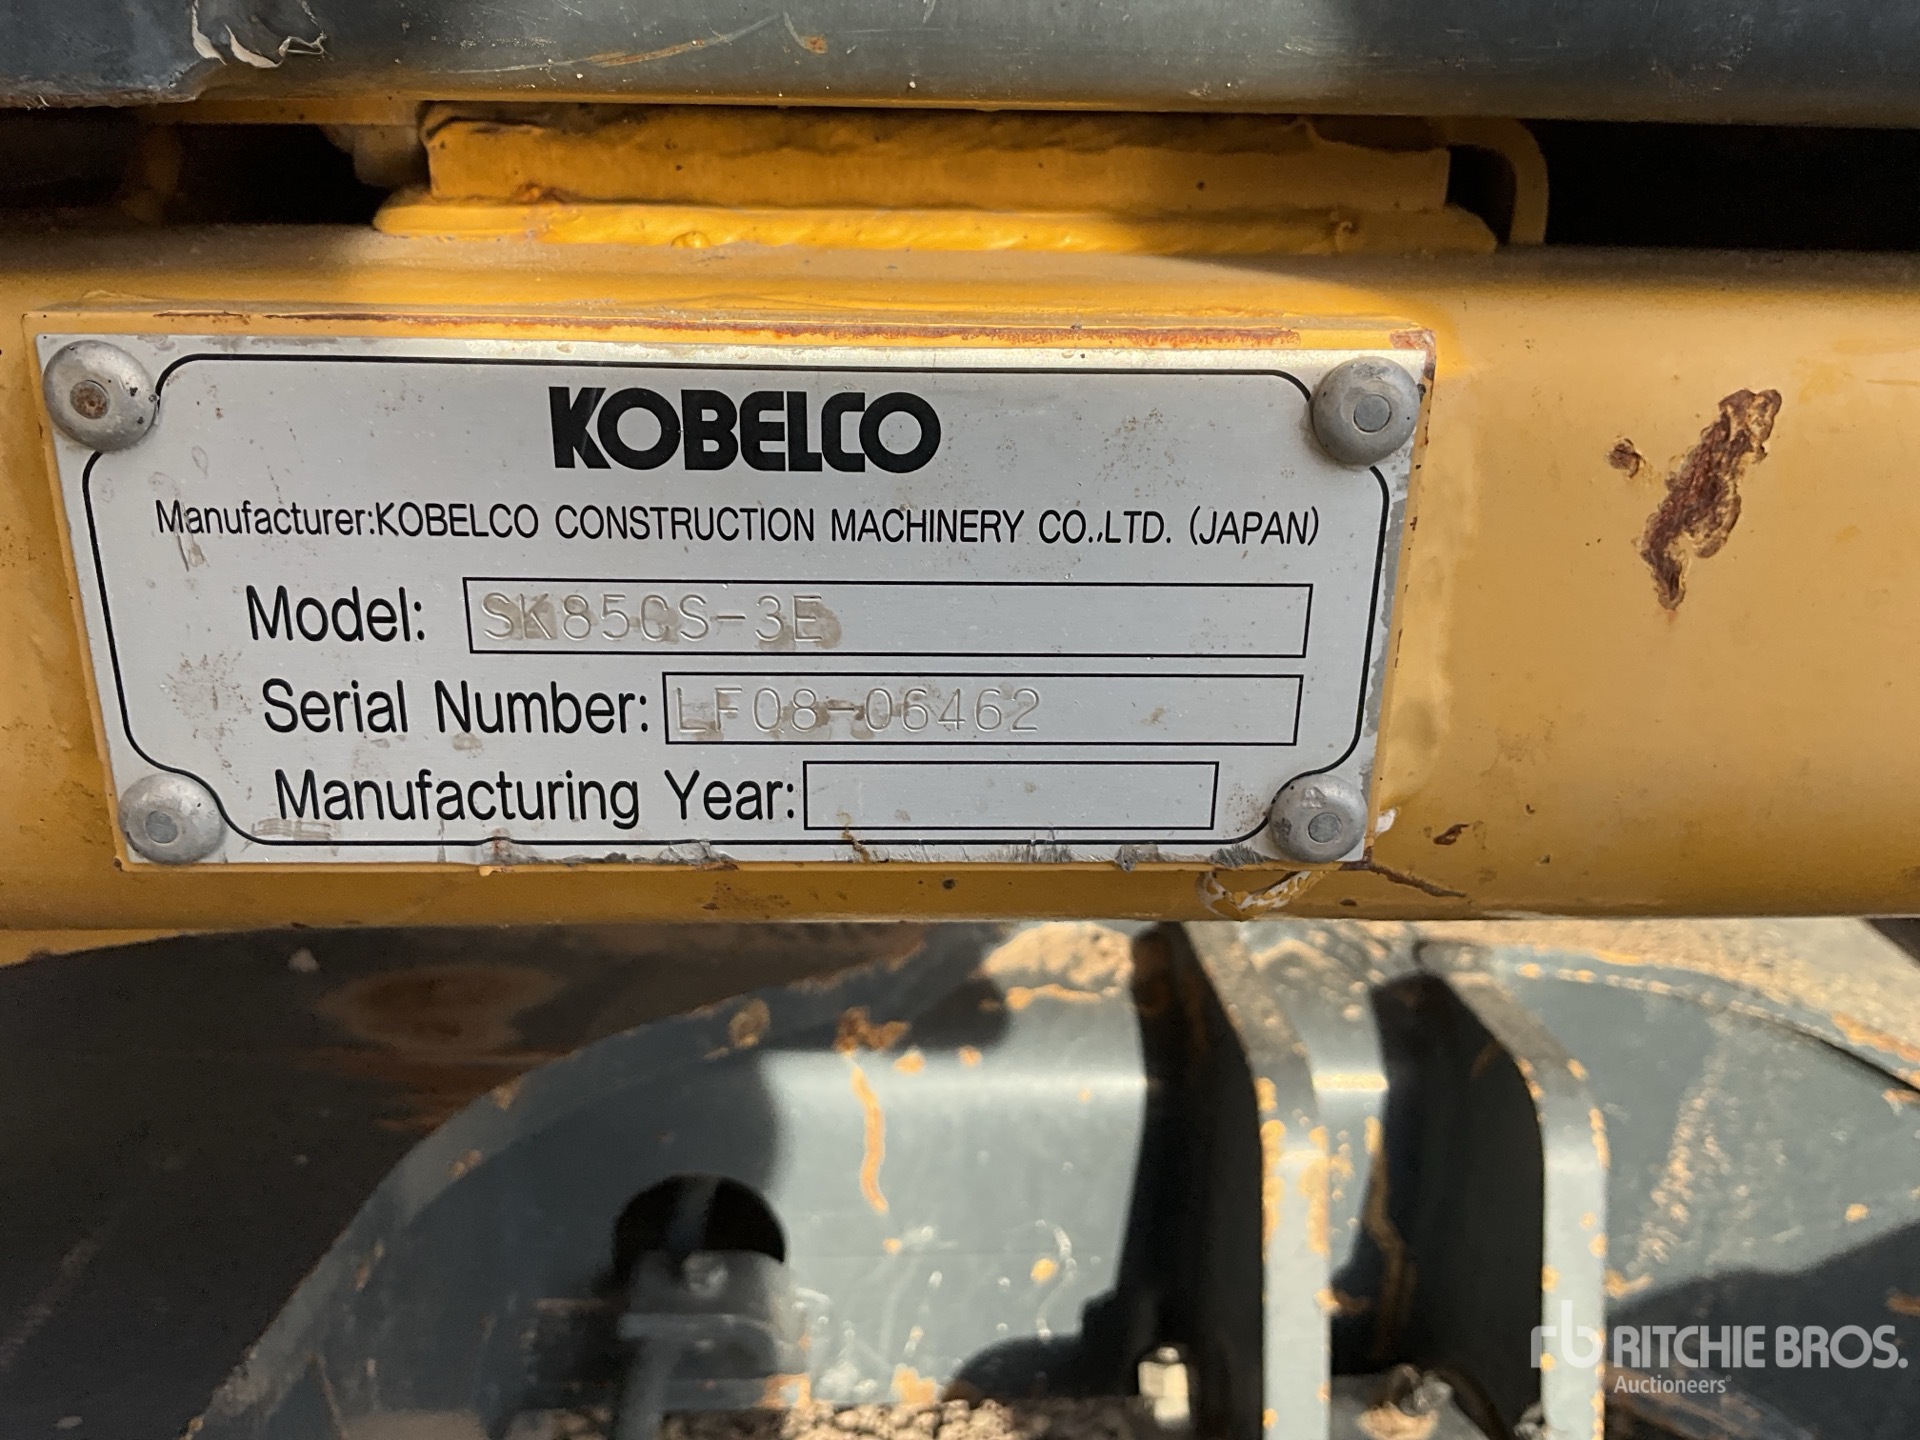 KOBELCO
Manufacturer:KOBELCO CONSTRUCTION MACHINERY CO.,LTD. (JAPAN)
Model: SK85CS-3E
Serial Number: LF08-06462
Manufacturing Year:
rb RITCHIE BROS.
Auctioneers